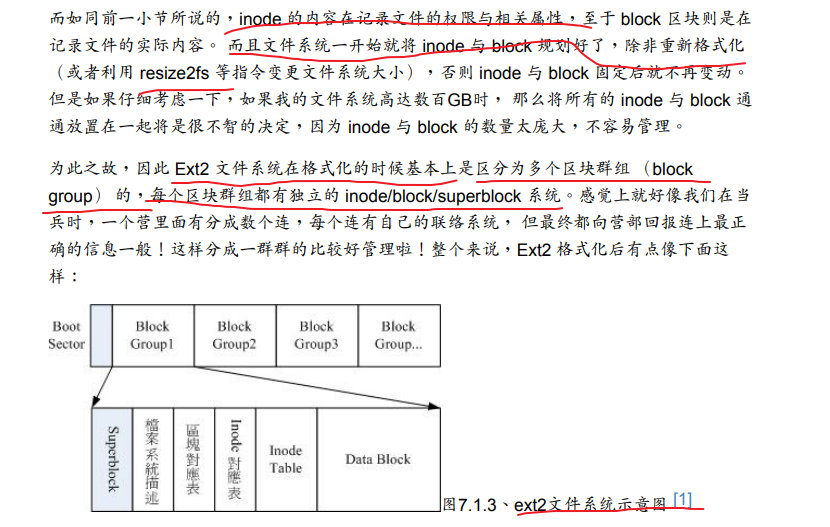 而如同前一小节所说的，inode 的内容在记录文件的权限与相关属性，至于 block 区块则是在
记录文件的实际内容。 而且文件系统一开始就将 inode 与 block 规划好了，除非重新格式化
（或者利用 resize2fs 等指令变更文件系统大小），否则 inode 与 block 固定后就不再变动。
但是如果仔细考虑一下，如果我的文件系统高达数百GB时， 那么将所有的 inode 与 block 通
通放置在一起将是很不智的决定，因为 inode 与 block 的数量太庞大，不容易管理。
为此之故，因此 Ext2 文件系统在格式化的时候基本上是区分为多个区块群组 （block
group） 的，每个区块群组都有独立的 inode/block/superblock 系统。感觉上就好像我们在当
兵时，一个营里面有分成数个连，每个连有自己的联络系统， 但最终都向营部回报连上最正
确的信息一般！这样分成一群群的比较好管理啦！整个来说，Ext2 格式化后有点像下面这
样：
Boot
Sector
Block
Group1
Block
Group2
Block
Group3
Block
Group...
Superblock
檔案系統描述
區塊對應表
Inode 對應表
Inode
Table
Data Block
图7.1.3、ext2文件系统示意图 [1]